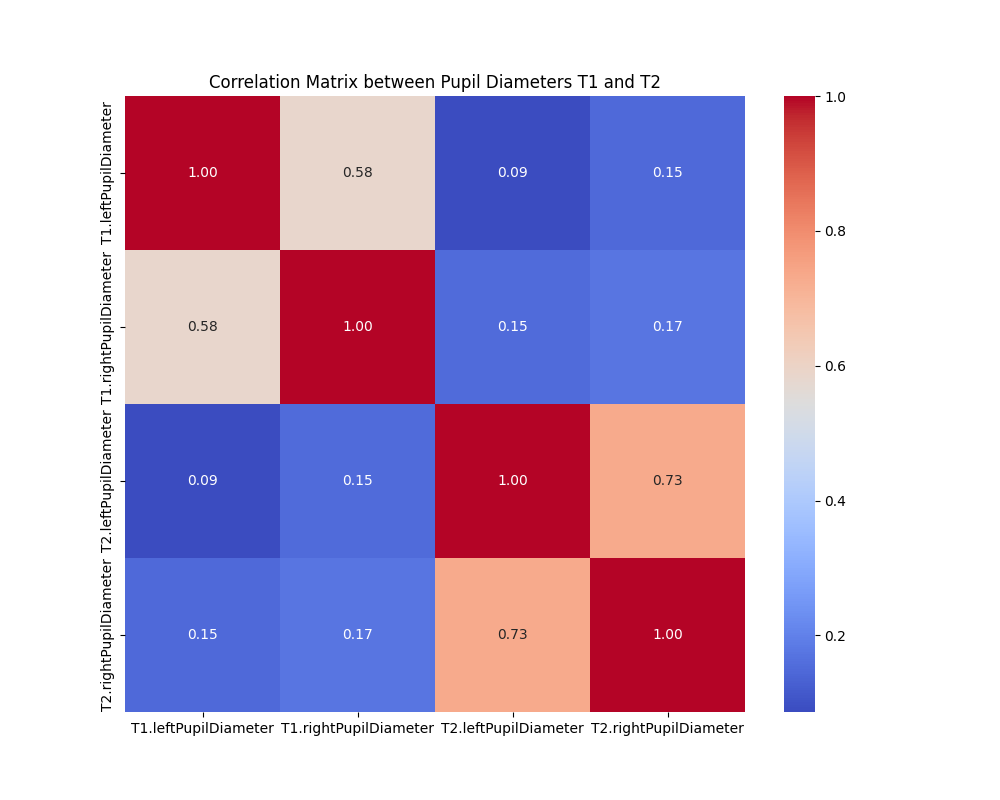 Correlation Matrix between Pupil Diameters T1 and T2
T1.leftPupilDiameter
1.00 0.58 0.09 0.15
T1.rightPupilDiameter
0.58 1.00 0.15 0.17
T2.leftPupilDiameter
0.09 0.15 1.00 0.73
T2.rightPupilDiameter
0.15 0.17 0.73 1.00
T1.leftPupilDiameter T1.rightPupilDiameter T2.leftPupilDiameter T2.rightPupilDiameter
1.0
0.8
0.6
0.4
0.2